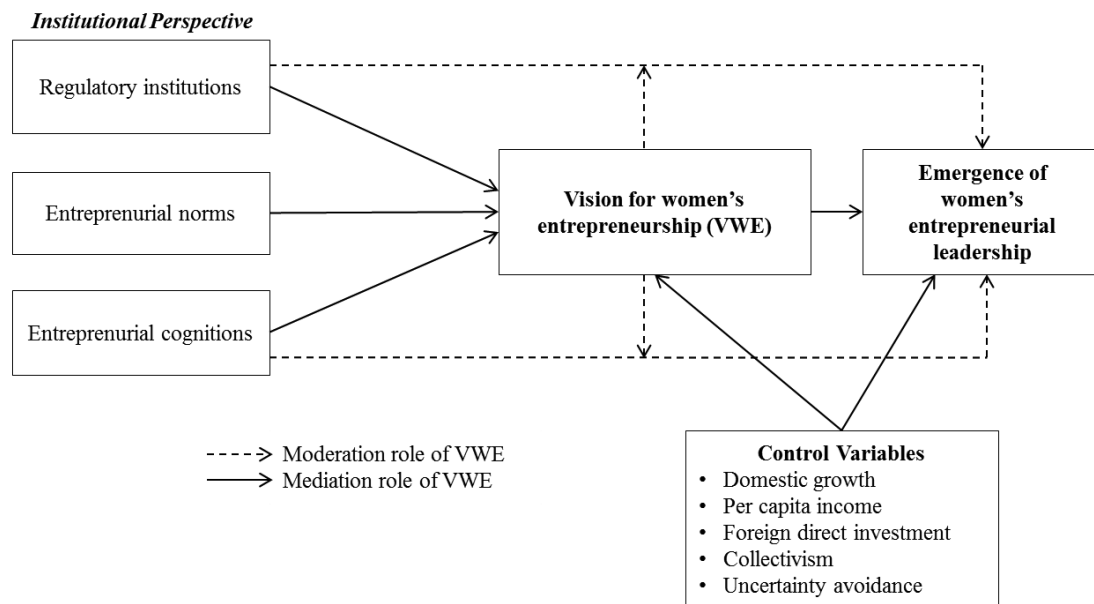 Institutional Perspective
Regulatory institutions
Entreprenurial norms
Entreprenurial cognitions
Vision for women’s
entrepreneurship (VWE)
Emergence of
women’s
entrepreneurial
leadership
Moderation role of VWE
Mediation role of VWE
Control Variables
• Domestic growth
• Per capita income
• Foreign direct investment
• Collectivism
• Uncertainty avoidance